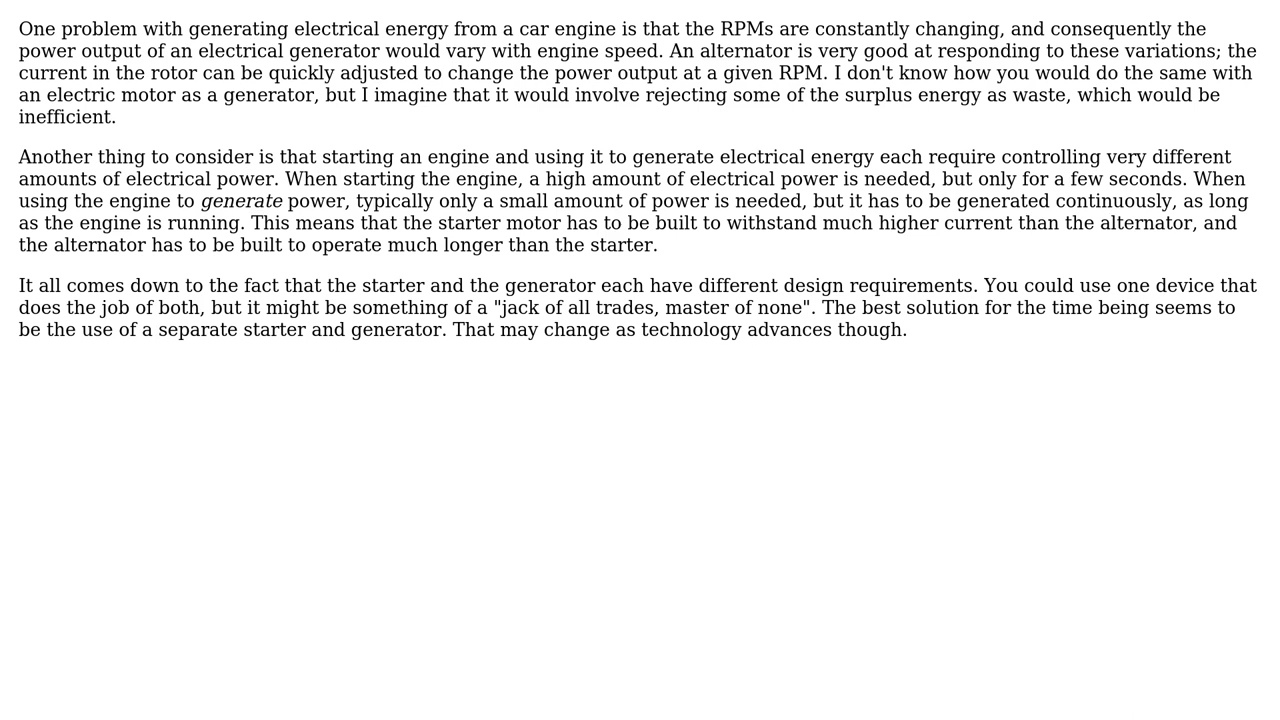 One problem with generating electrical energy from a car engine is that the RPMs are constantly changing, and consequently the
power output of an electrical generator would vary with engine speed. An alternator is very good at responding to these variations; the
current in the rotor can be quickly adjusted to change the power output at a given RPM. I don't know how you would do the same with
an electric motor as a generator, but I imagine that it would involve rejecting some of the surplus energy as waste, which would be
inefficient.
Another thing to consider is that starting an engine and using it to generate electrical energy each require controlling very different
amounts of electrical power. When starting the engine, a high amount of electrical power is needed, but only for a few seconds. When
using the engine to generate power, typically only a small amount of power is needed, but it has to be generated continuously, as long
as the engine is running. This means that the starter motor has to be built to withstand much higher current than the alternator, and
the alternator has to be built to operate much longer than the starter.
It all comes down to the fact that the starter and the generator each have different design requirements. You could use one device that
does the job of both, but it might be something of a "jack of all trades, master of none". The best solution for the time being seems to
be the use of a separate starter and generator. That may change as technology advances though.